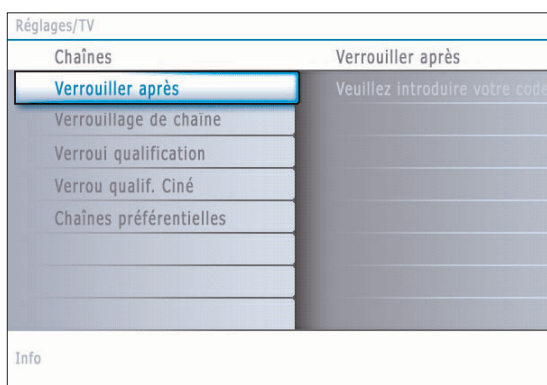 Réglages/TV
Chaînes Verrouiller après
Verrouiller après Veuillez introduire votre code
Verrouillage de chaîne
Verroui qualification
Verrou qualif. Ciné
Chaînes préférentielles
Info